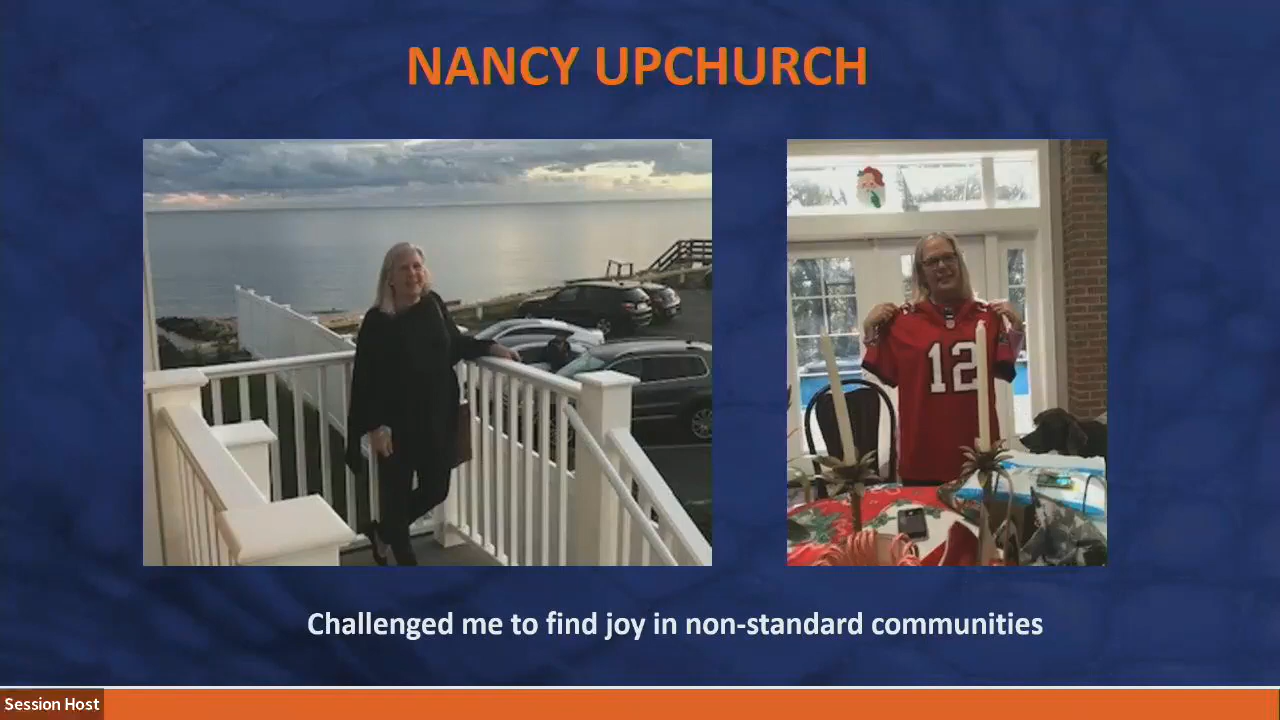 NANCY UPCHURCH
12
Challenged me to find joy in non-standard communities
Session Host